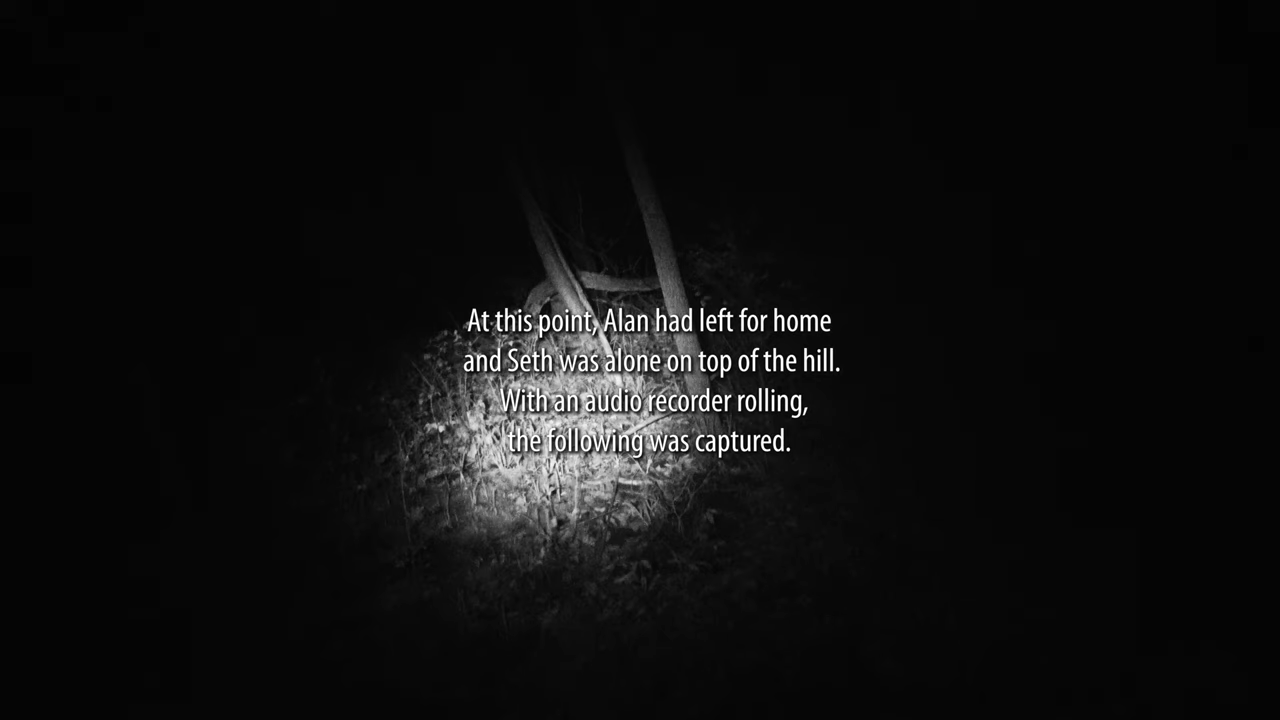 At this point, Alan had left for home
and Seth was alone on top of the hill.
With an audio recorder rolling,
the following was captured.